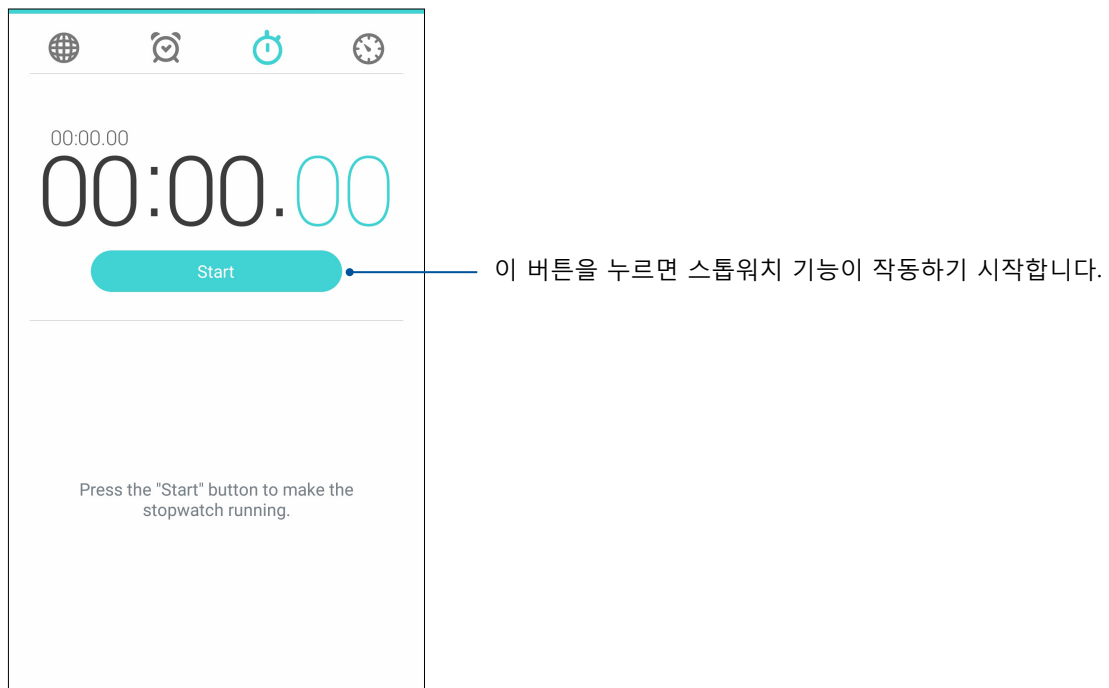 00:00.00
00:00.00
Start
이 버튼을 누르면 스톱워치 기능이 작동하기 시작합니다.
Press the "Start" button to make the
stopwatch running.